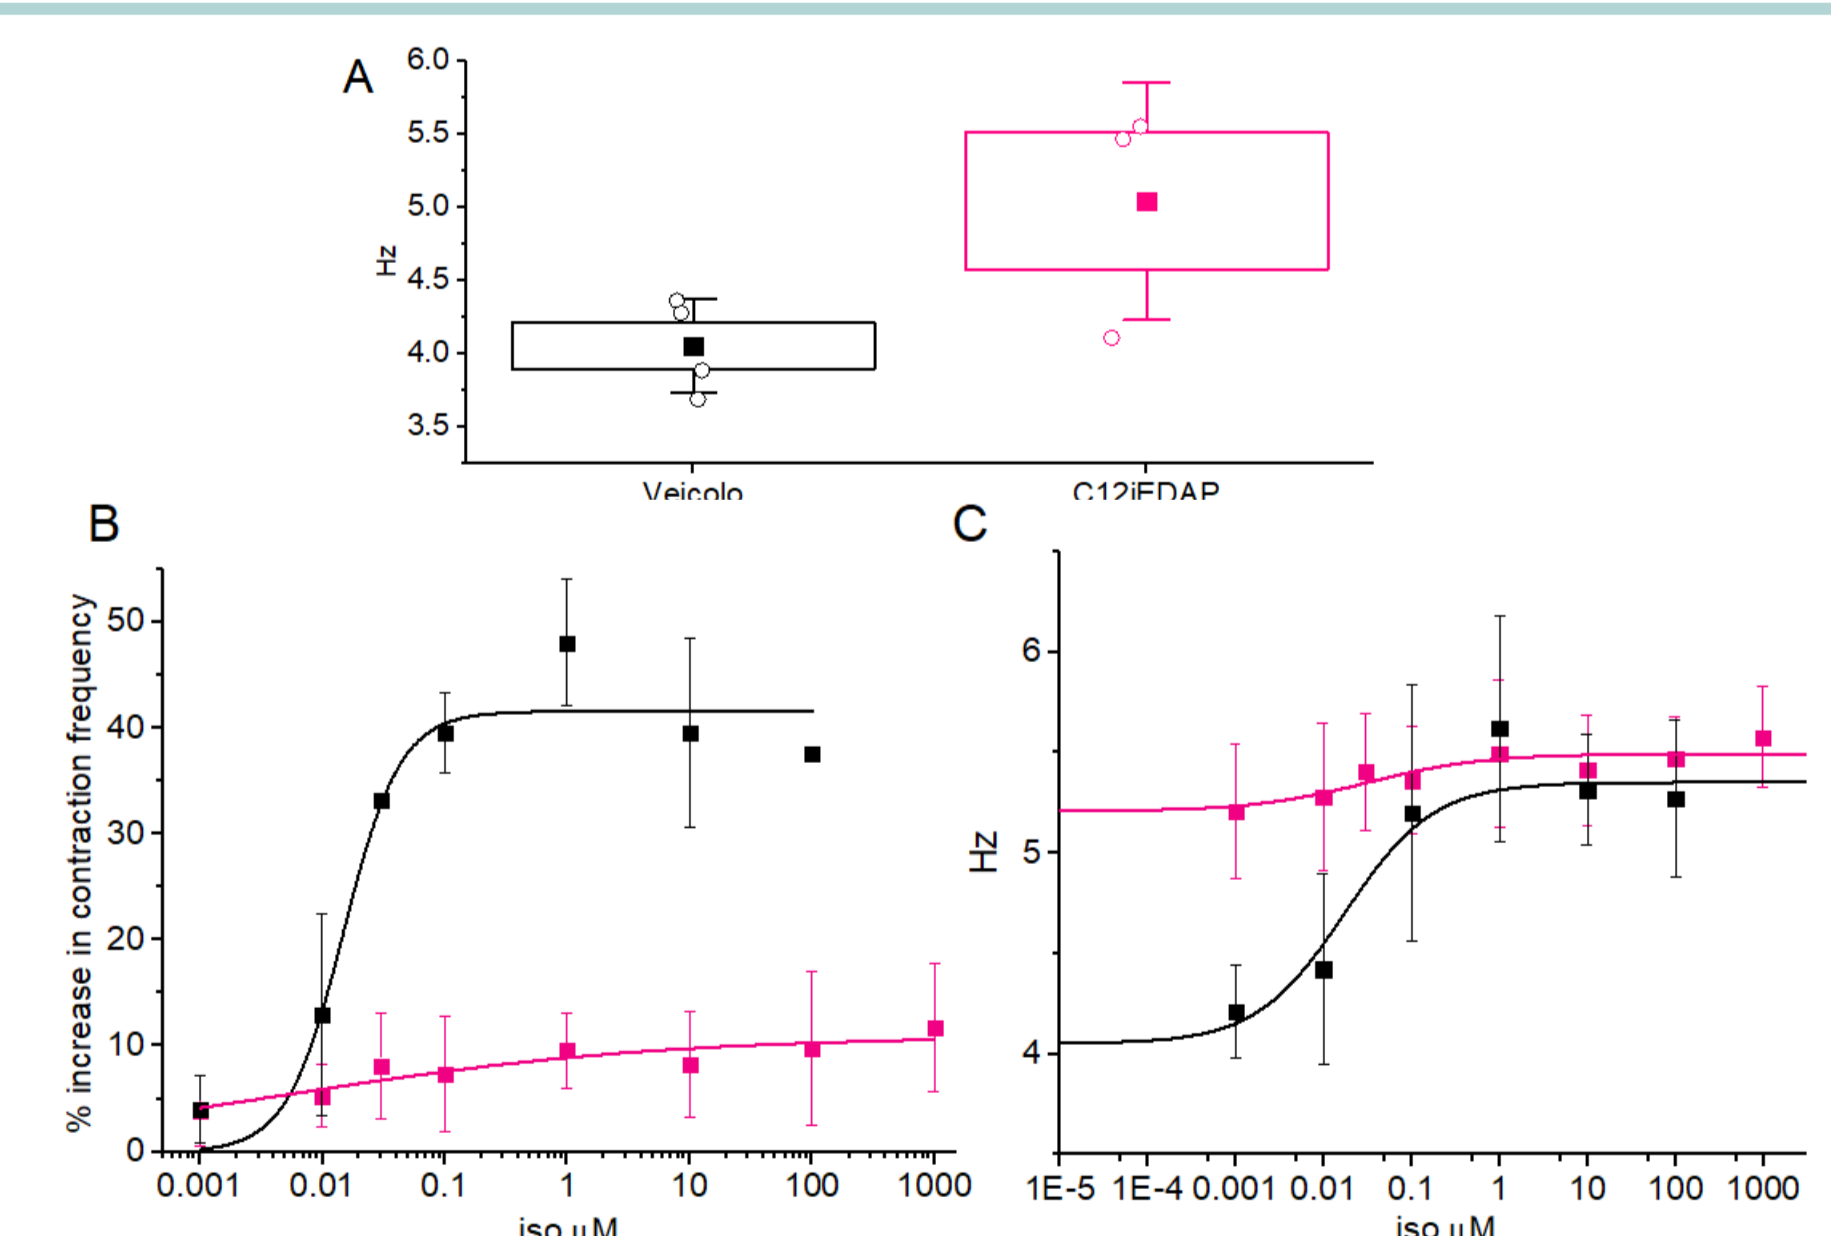 A
6.0
5.5
5.0
4.5
4.0
3.5
Hz
Veicolo
C12iEDAP
B
50
40
30
20
10
0
% increase in contraction frequency
0.001 0.01 0.1 1 10 100 1000
iso µM
C
6
5
4
Hz
1E-5 1E-4 0.001 0.01 0.1 1 10 100 1000
iso µM